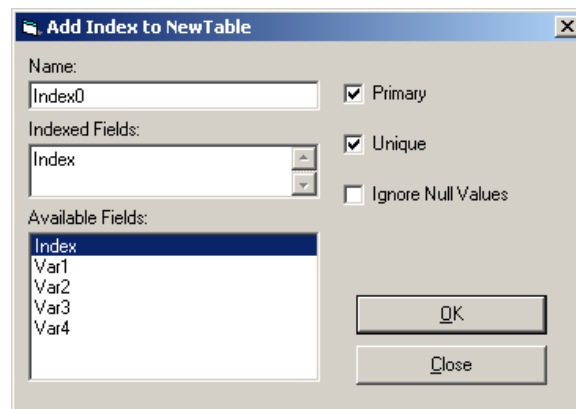 Add Index to NewTable
Name:
Index0
Primary
Indexed Fields:
Unique
Index
Ignore Null Values
Available Fields:
Index
Var1
Var2
Var3
Var4
OK
Close